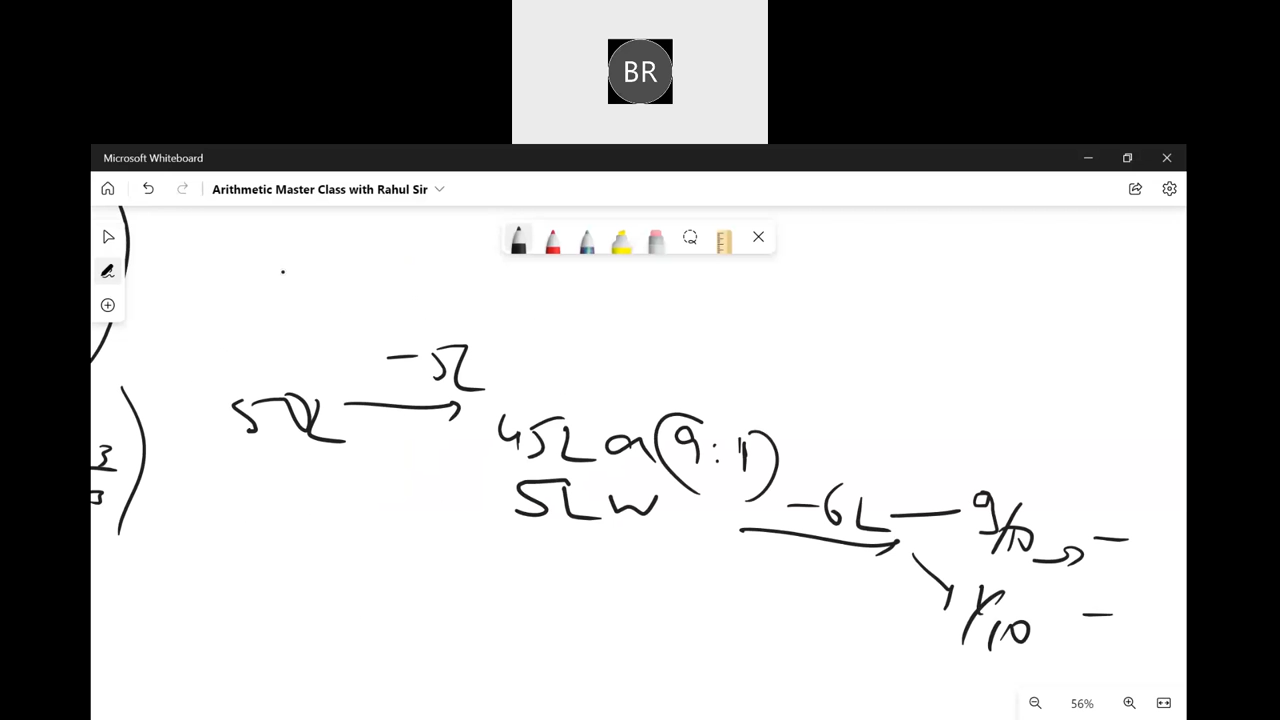 BR
Microsoft Whiteboard
Arithmetic Master Class with Rahul Sir
3
- 5L
50L
45L a (9:1)
5L w
- 6L — 9/10 → -
1/10 -
56%